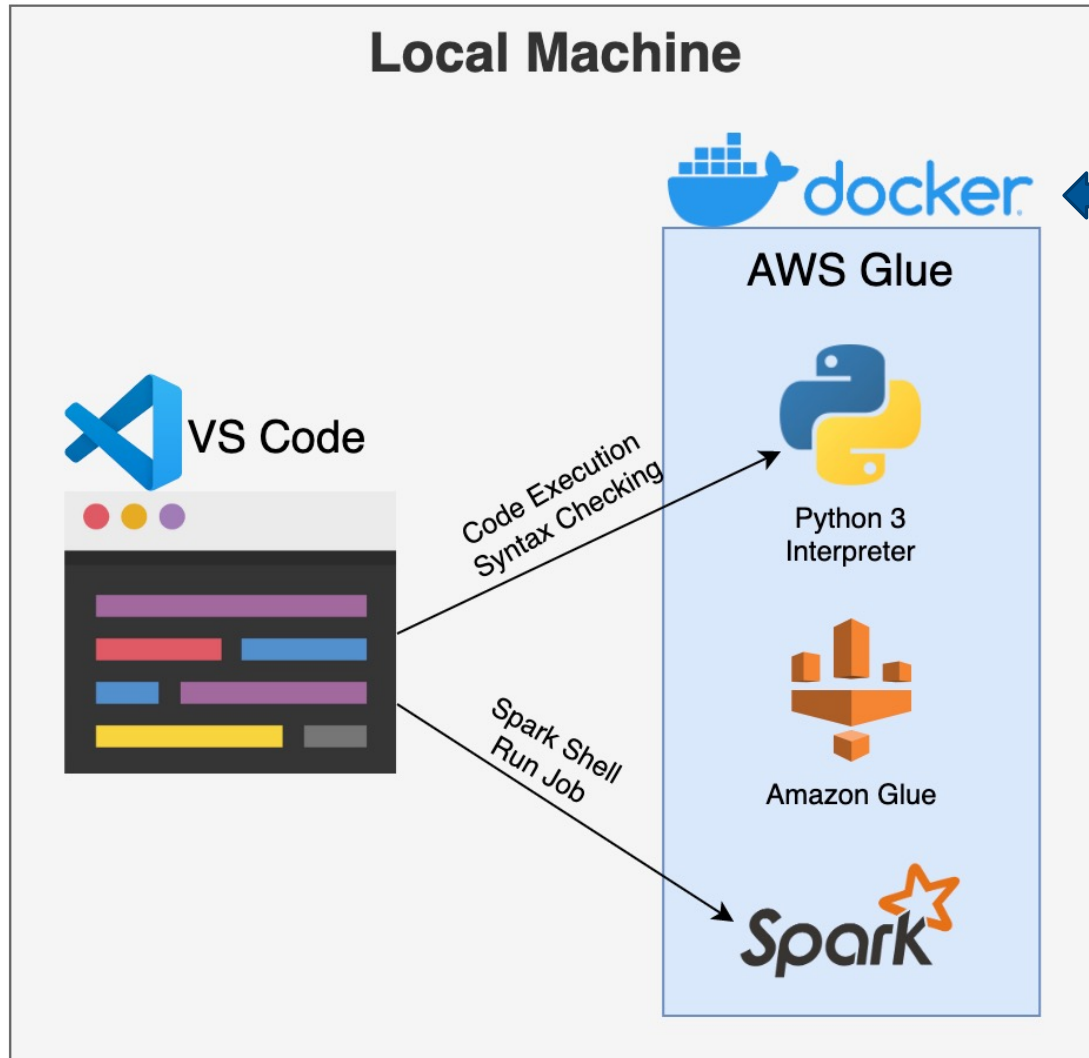 Local Machine
docker
AWS Glue
VS Code
Code Execution
Syntax Checking
Python 3
Interpreter
Spark Shell
Run Job
Amazon Glue
Spark